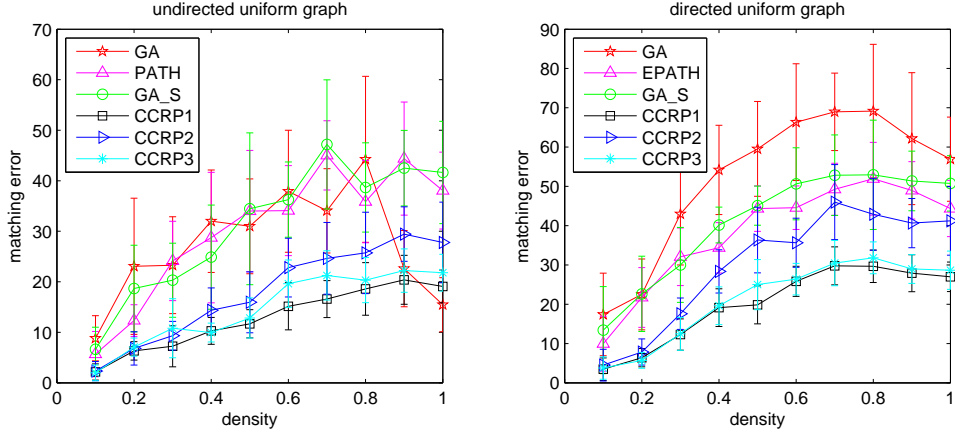 undirected uniform graph
70
60
50
40
30
20
10
0
matching error
GA
PATH
GA_S
CCRP1
CCRP2
CCRP3
0
0.2
0.4
0.6
0.8
1
density
directed uniform graph
90
80
70
60
50
40
30
20
10
0
matching error
GA
EPATH
GA_S
CCRP1
CCRP2
CCRP3
0
0.2
0.4
0.6
0.8
1
density